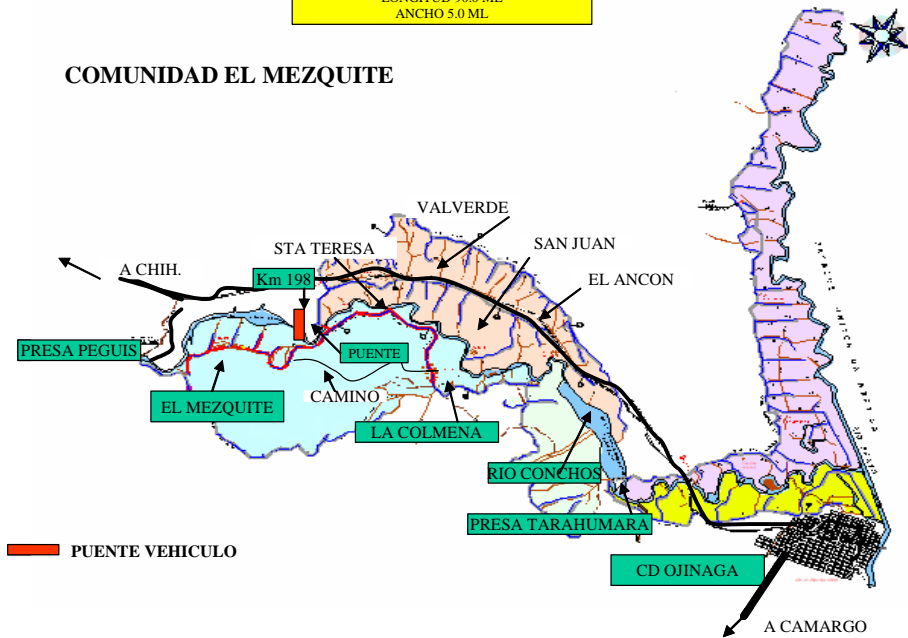 ANCHO 5.0 ML
COMUNIDAD EL MEZQUITE
VALVERDE
STA TERESA
SAN JUAN
A CHIH.
Km 198
EL ANCON
PRESA PEGUIS
PUENTE
CAMINO
EL MEZQUITE
LA COLMENA
RIO CONCHOS
PRESA TARAHUMARA
PUENTE VEHICULO
CD OJINAGA
A CAMARGO